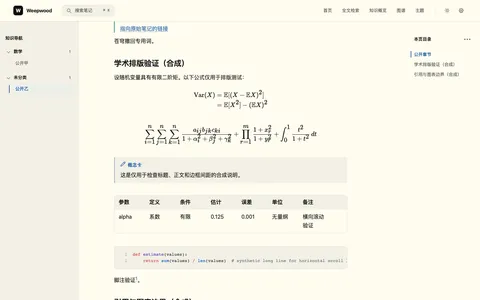 W Weepwood
搜索笔记
首页 全文检索 知识概览 图谱 主题
知识导航
数学 1
公开甲
未分类 1
公开乙
指向原始笔记的链接
苍穹撤回专用词。
学术排版验证（合成）
设随机变量具有有限二阶矩。以下公式仅用于排版测试：
Var(X) = 𝔼[(X − 𝔼X)²]
= 𝔼[X²] − (𝔼X)²
概念卡
这是仅用于检查标题、正文和边框间距的合成说明。
参数 定义 条件 估计 误差 单位 备注
alpha 系数 有限 0.125 0.001 无量纲 横向滚动
验证
1 def estimate(values):
2 return sum(values) / len(values) # synthetic long line for horizontal scroll
脚注验证¹。
本页目录
公开章节
学术排版验证（合成）
引用与图表边界（合成）